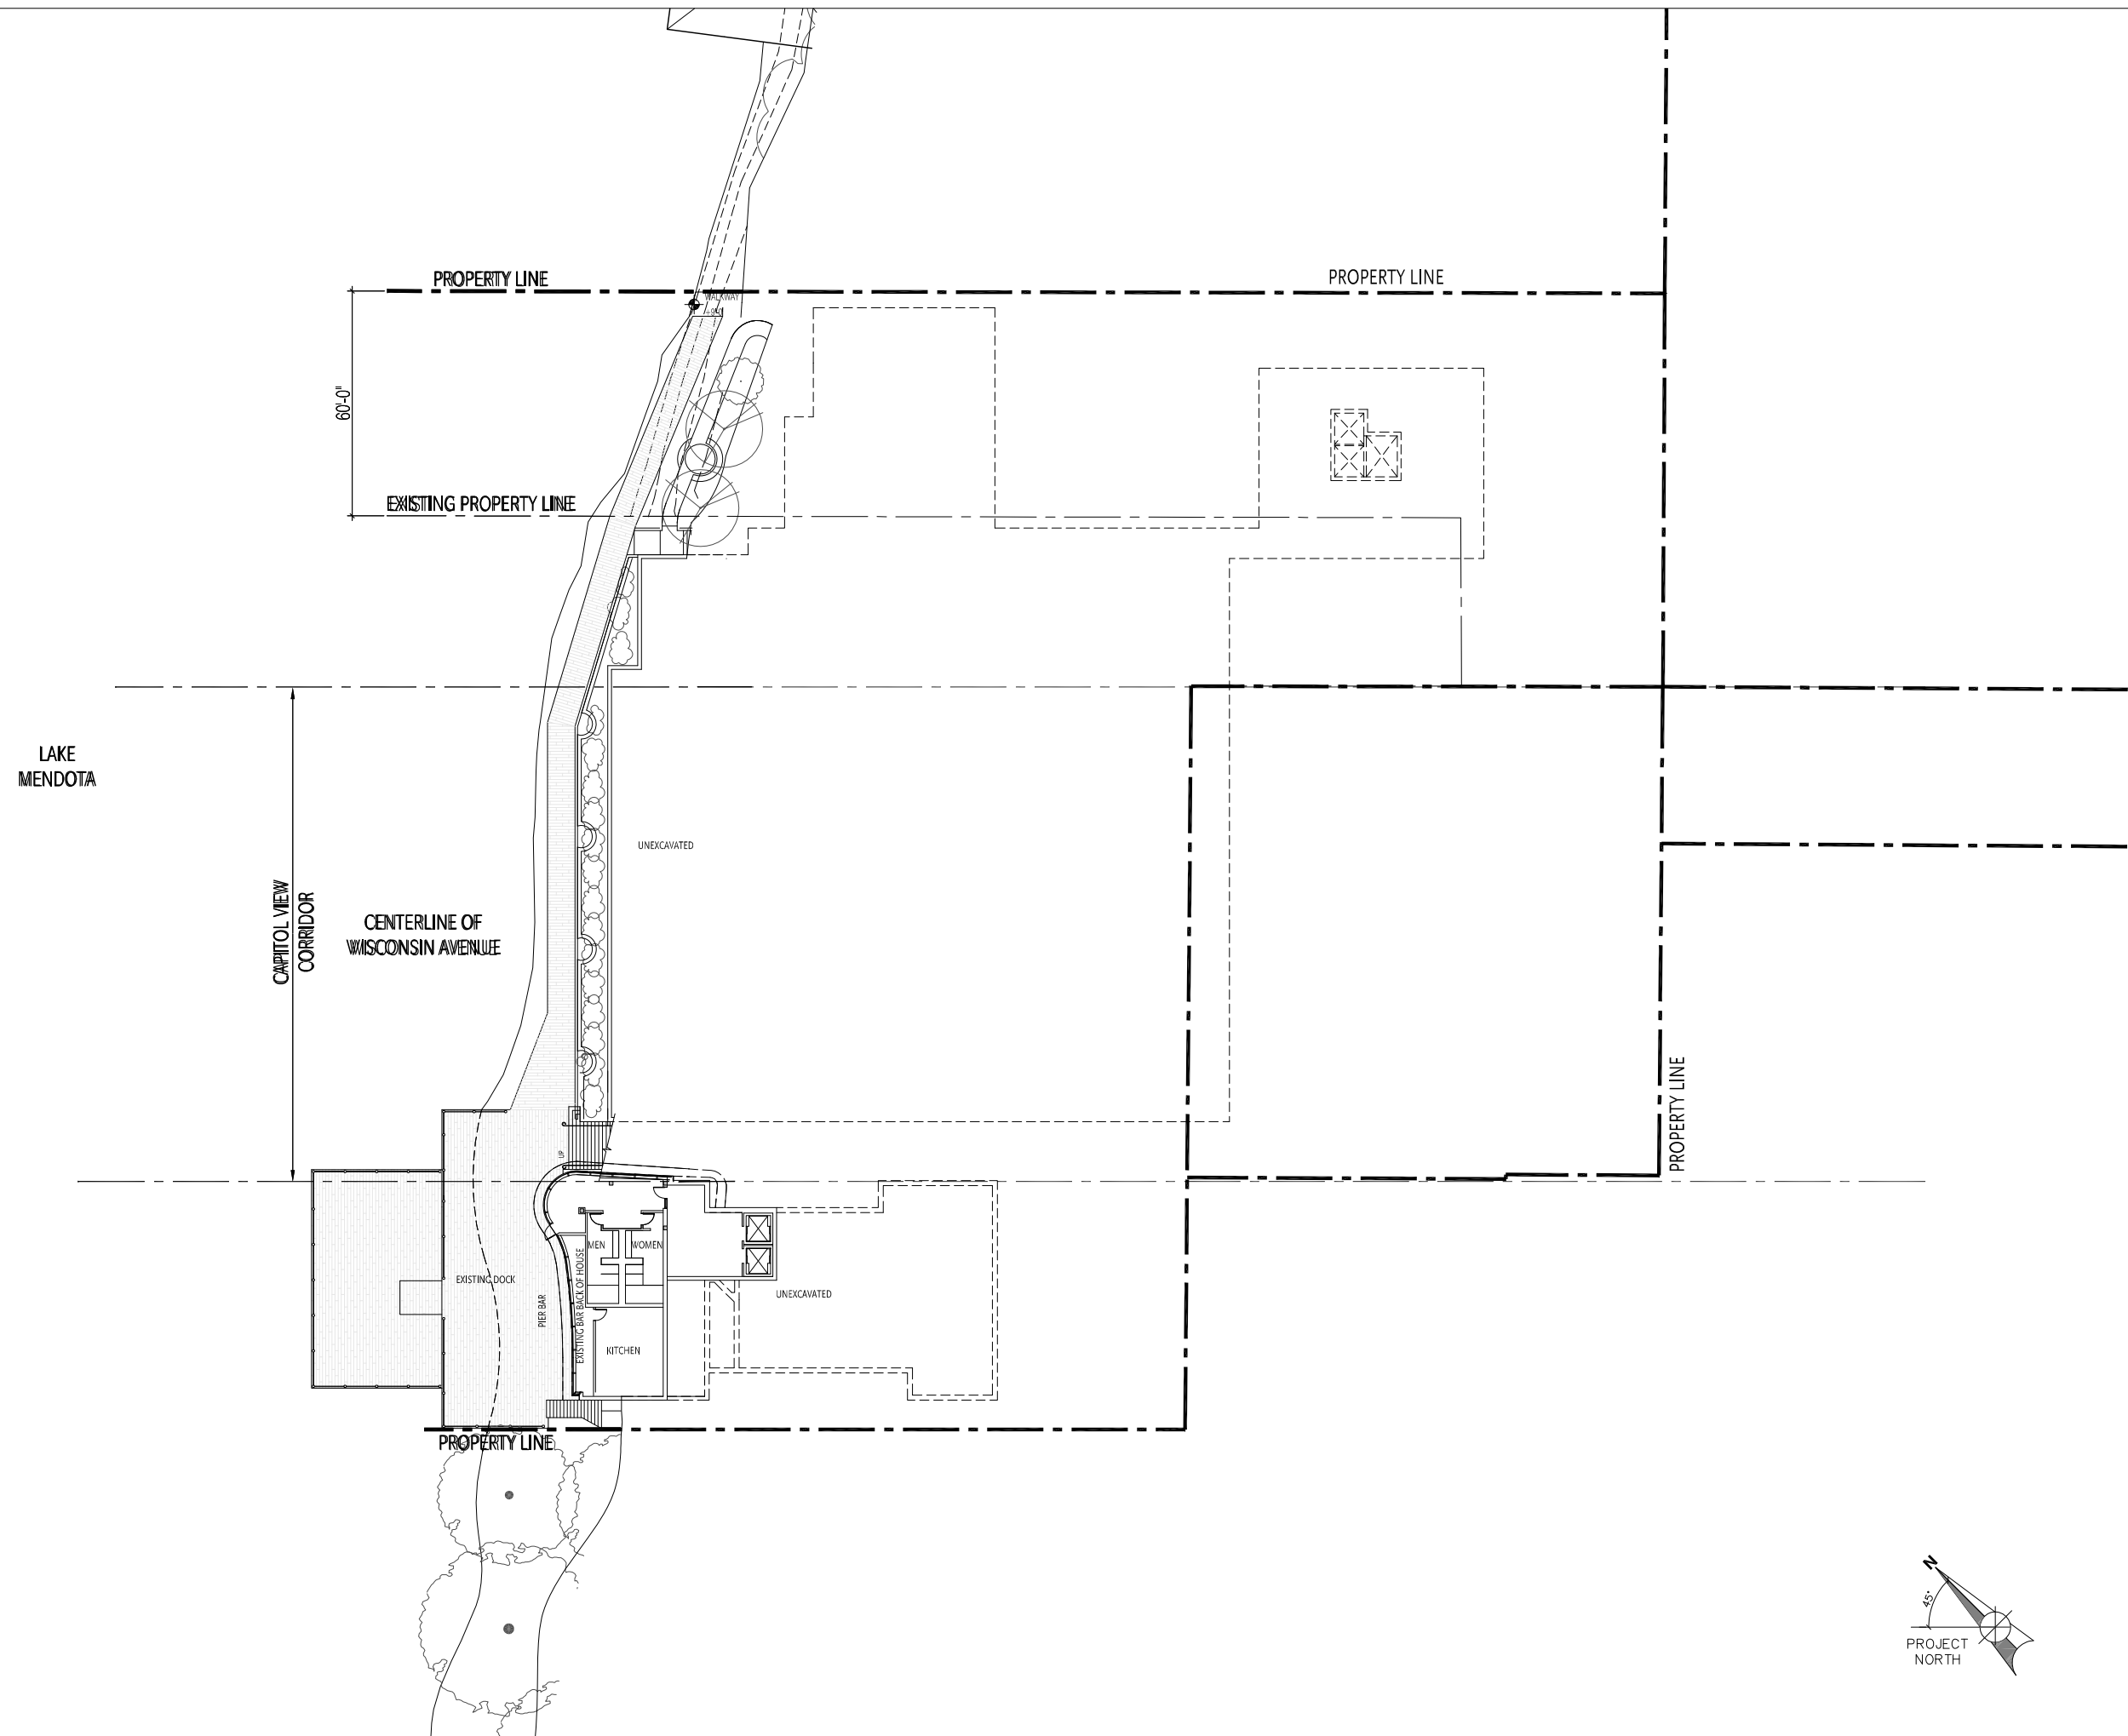 PROPERTY LINE
PROPERTY LINE
WALKWAY
60'-0"
EXISTING PROPERTY LINE
LAKE
MENDOTA
UNEXCAVATED
CAPITOL VIEW
CORRIDOR
CENTERLINE OF
WISCONSIN AVENUE
PROPERTY LINE
UP
MEN
WOMEN
EXISTING DOCK
PIER BAR
EXISTING BAR BACK OF HOUSE
UNEXCAVATED
KITCHEN
PROPERTY LINE
N
45°
PROJECT
NORTH